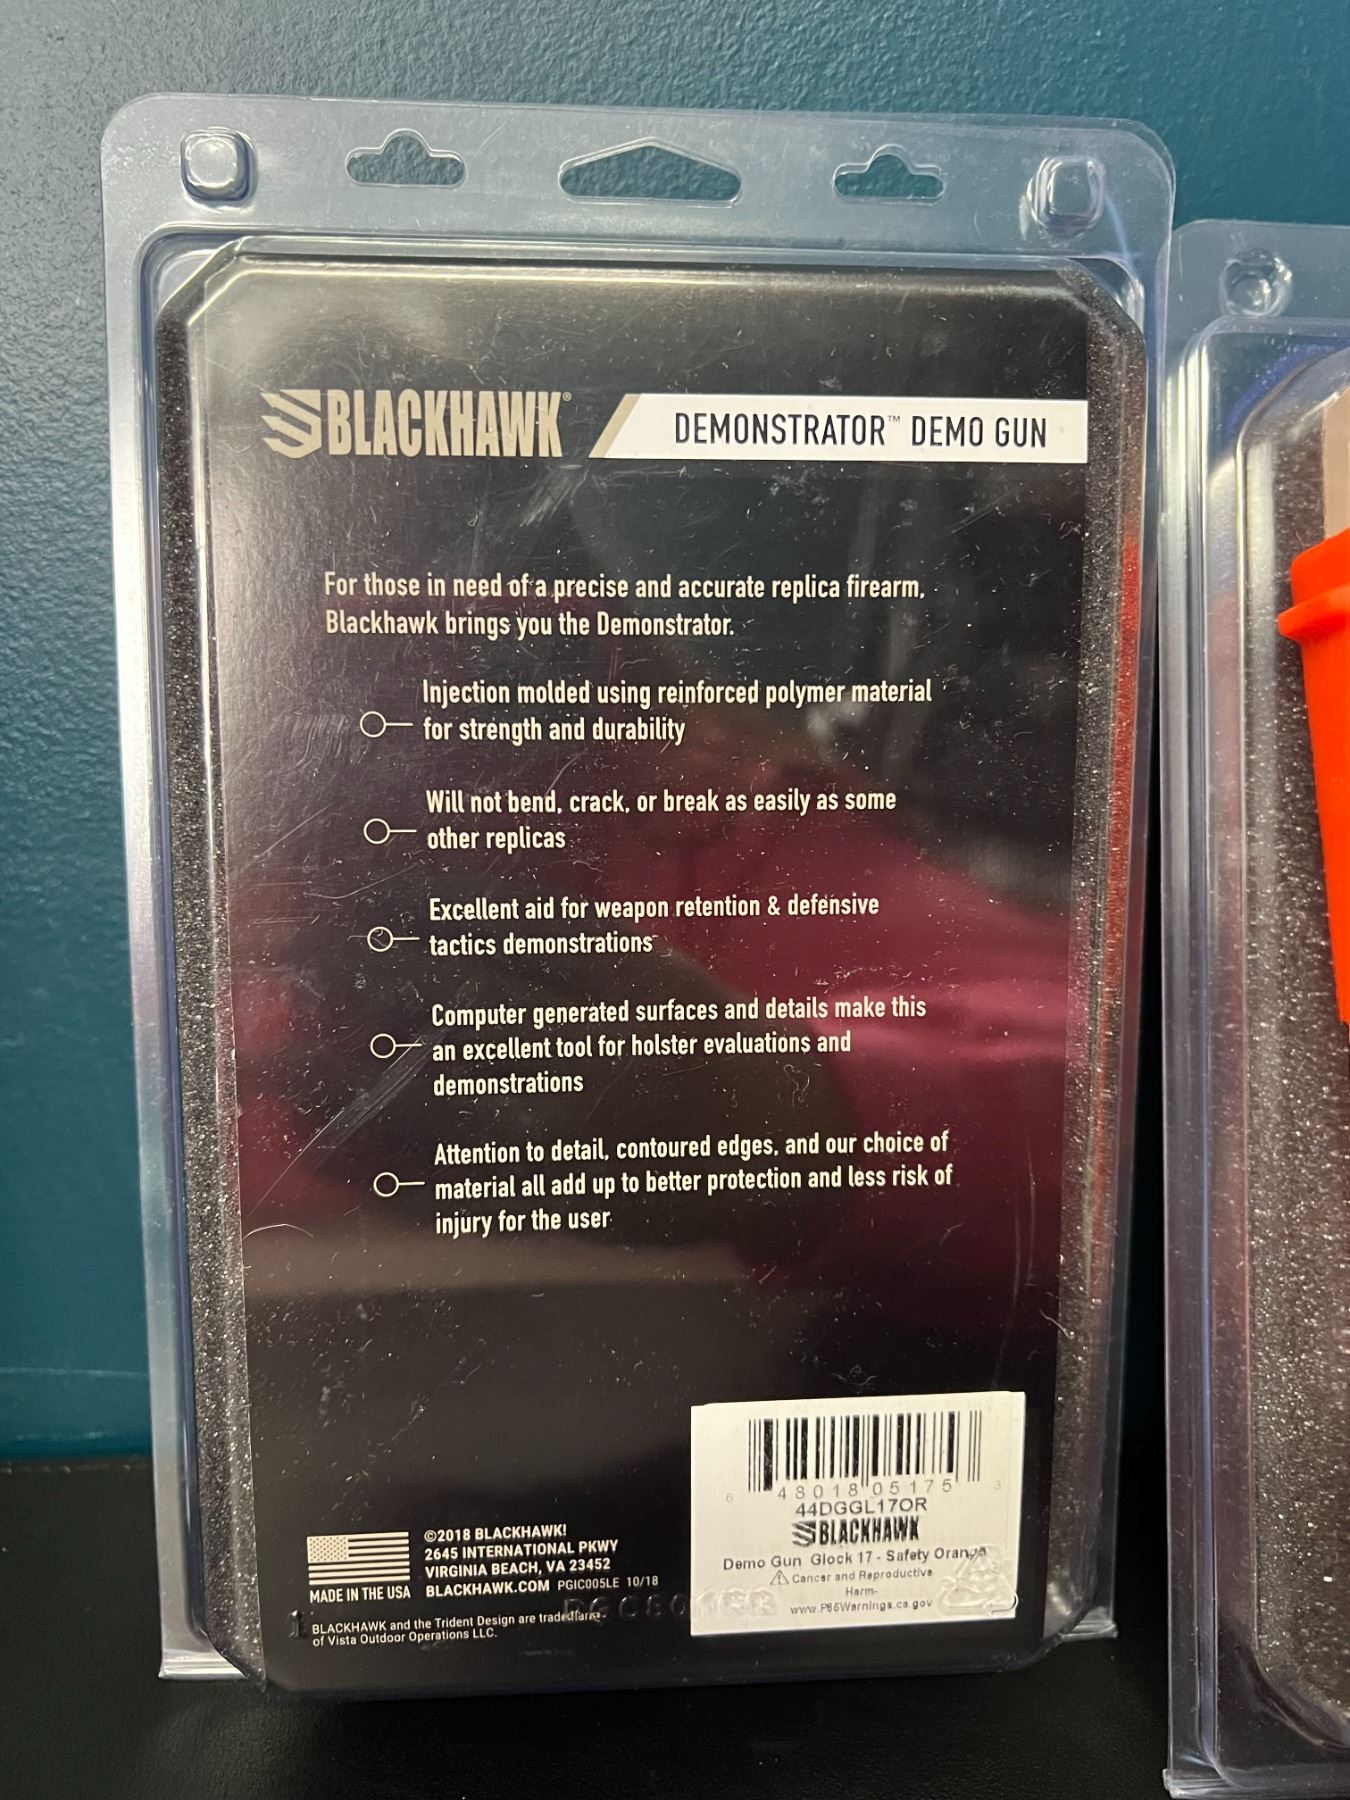 BLACKHAWK®
DEMONSTRATOR™ DEMO GUN
For those in need of a precise and accurate replica firearm,
Blackhawk brings you the Demonstrator.
Injection molded using reinforced polymer material
for strength and durability
Will not bend, crack, or break as easily as some
other replicas
Excellent aid for weapon retention & defensive
tactics demonstrations
Computer generated surfaces and details make this
an excellent tool for holster evaluations and
demonstrations
Attention to detail, contoured edges, and our choice of
material all add up to better protection and less risk of
injury for the user
6 48018 05175 3
44DGGL17OR
BLACKHAWK
Demo Gun Glock 17 - Safety Orange
⚠ Cancer and Reproductive
Harm-
www.P65Warnings.ca.gov
MADE IN THE USA
©2018 BLACKHAWK!
2645 INTERNATIONAL PKWY
VIRGINIA BEACH, VA 23452
BLACKHAWK.COM PGIC005LE 10/18
BLACKHAWK and the Trident Design are trademarks
of Vista Outdoor Operations LLC.